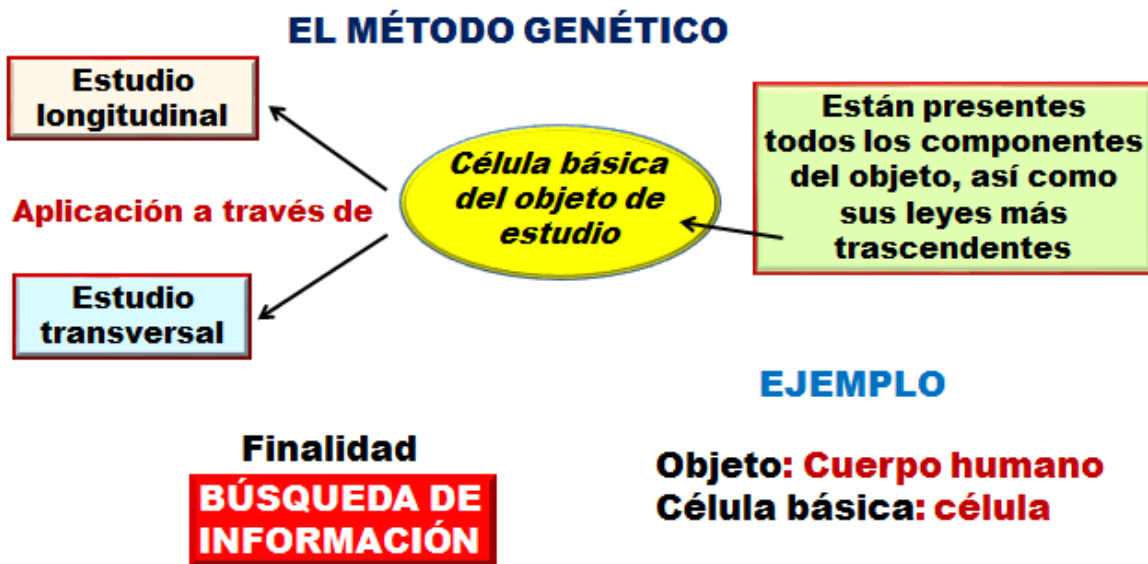 EL MÉTODO GENÉTICO
Estudio
longitudinal
Aplicación a través de
Estudio
transversal
Célula básica
del objeto de
estudio
Están presentes
todos los componentes
del objeto, así como
sus leyes más
trascendentes
EJEMPLO
Objeto: Cuerpo humano
Célula básica: célula
Finalidad
BÚSQUEDA DE
INFORMACIÓN